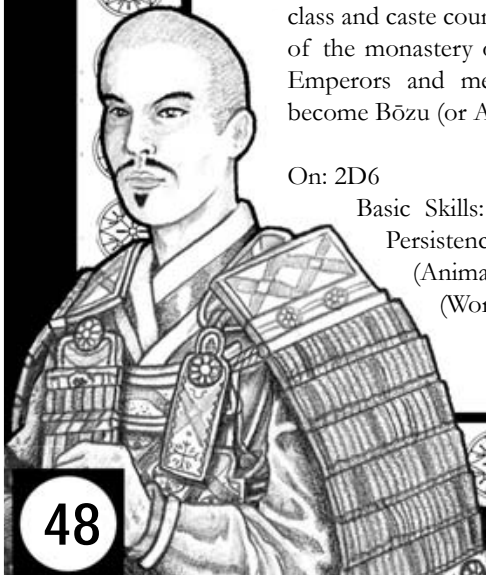 class and caste coun
of the monastery o
Emperors and me
become Bōzu (or A
On: 2D6
Basic Skills:
Persistenc
(Anima
(Wor
48